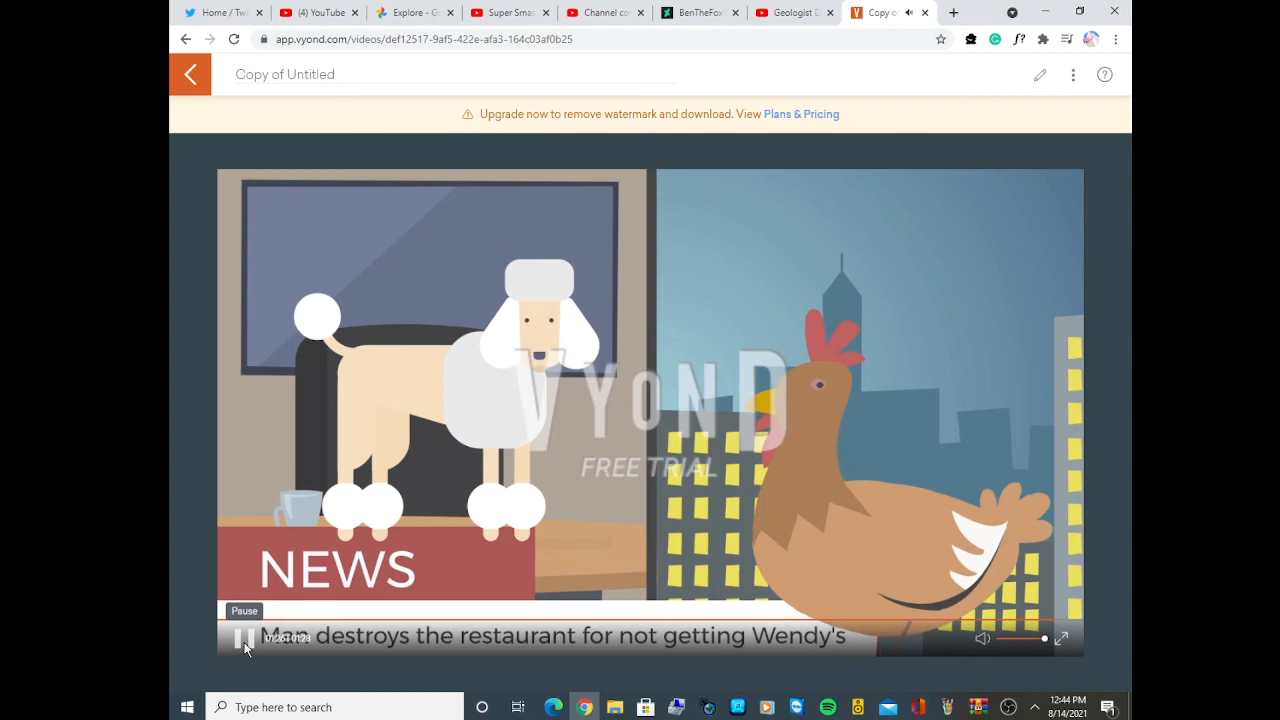 Home / Tw
(4) YouTube
Explore - G
Super Smas
Channel co
BenTheFox
Geologist D
Copy of
app.vyond.com/videos/def12517-9af5-422e-afa3-164c03af0b25
Copy of Untitled
Upgrade now to remove watermark and download. View Plans & Pricing
VYOND
FREE TRIAL
NEWS
Pause
destroys the restaurant for not getting Wendy's
Type here to search
12:44 PM
8/14/2021